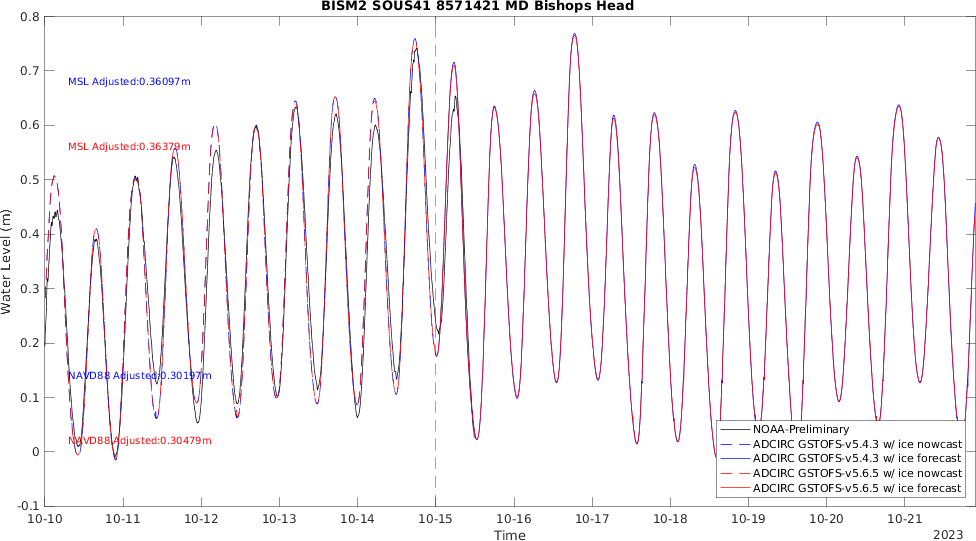 BISM2 SOUS41 8571421 MD Bishops Head
0.8
0.7
0.6
0.5
0.4
0.3
0.2
0.1
0
-0.1
Water Level (m)
MSL Adjusted:0.36097m
MSL Adjusted:0.36379m
NAVD88 Adjusted:0.30197m
NAVD88 Adjusted:0.30479m
NOAA-Preliminary
ADCIRC GSTOFS-v5.4.3 w/ ice nowcast
ADCIRC GSTOFS-v5.4.3 w/ ice forecast
ADCIRC GSTOFS-v5.6.5 w/ ice nowcast
ADCIRC GSTOFS-v5.6.5 w/ ice forecast
10-10 10-11 10-12 10-13 10-14 10-15 10-16 10-17 10-18 10-19 10-20 10-21
Time
2023